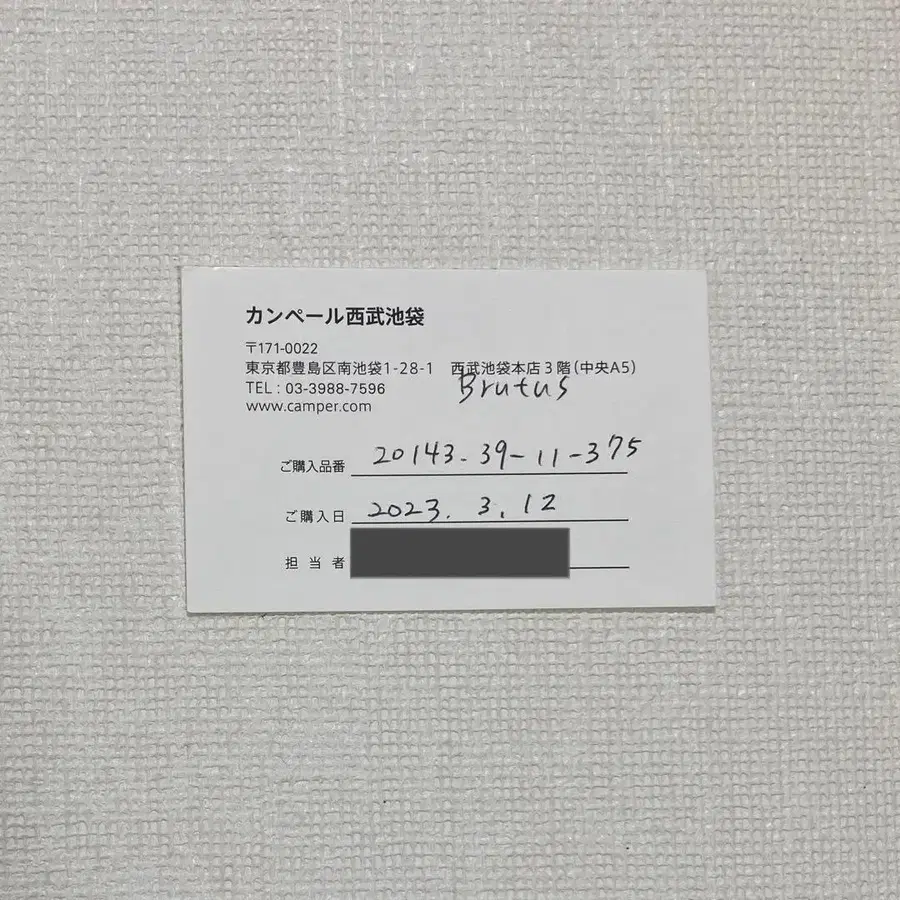 カンペール西武池袋
〒171-0022
東京都豊島区南池袋1-28-1 西武池袋本店3階(中央A5)
TEL : 03-3988-7596
Brutus
www.camper.com
ご購入品番 20143-39-11-375
ご購入日 2023. 3. 12
担当者